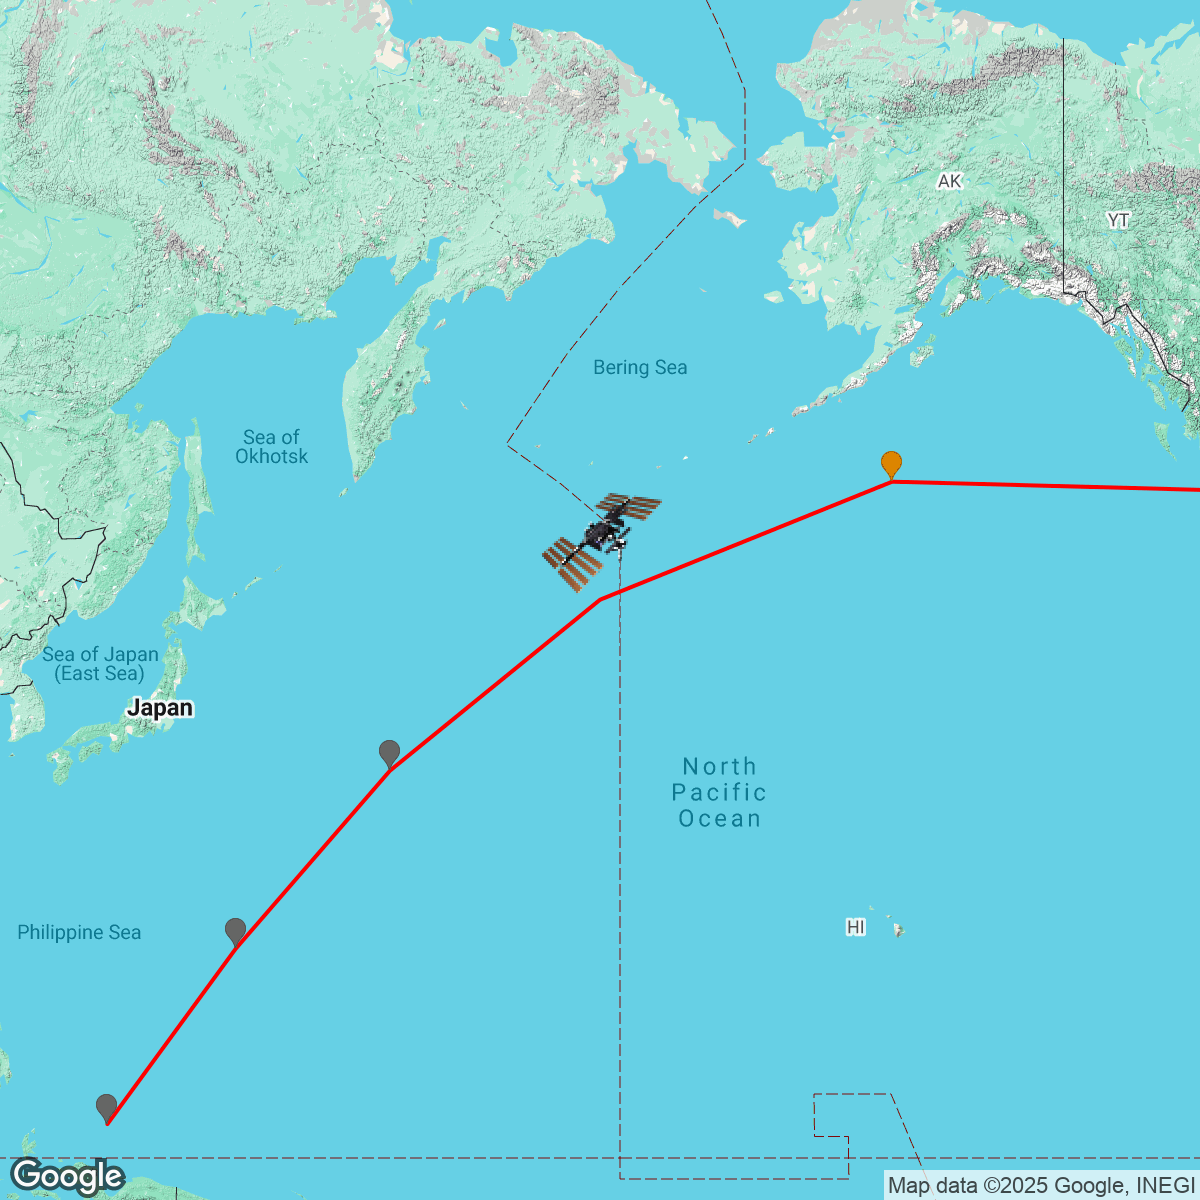 AK
YT
Bering Sea
Sea of
Okhotsk
Sea of Japan
(East Sea)
Japan
North
Pacific
Ocean
HI
Philippine Sea
Google
Map data ©2025 Google, INEGI